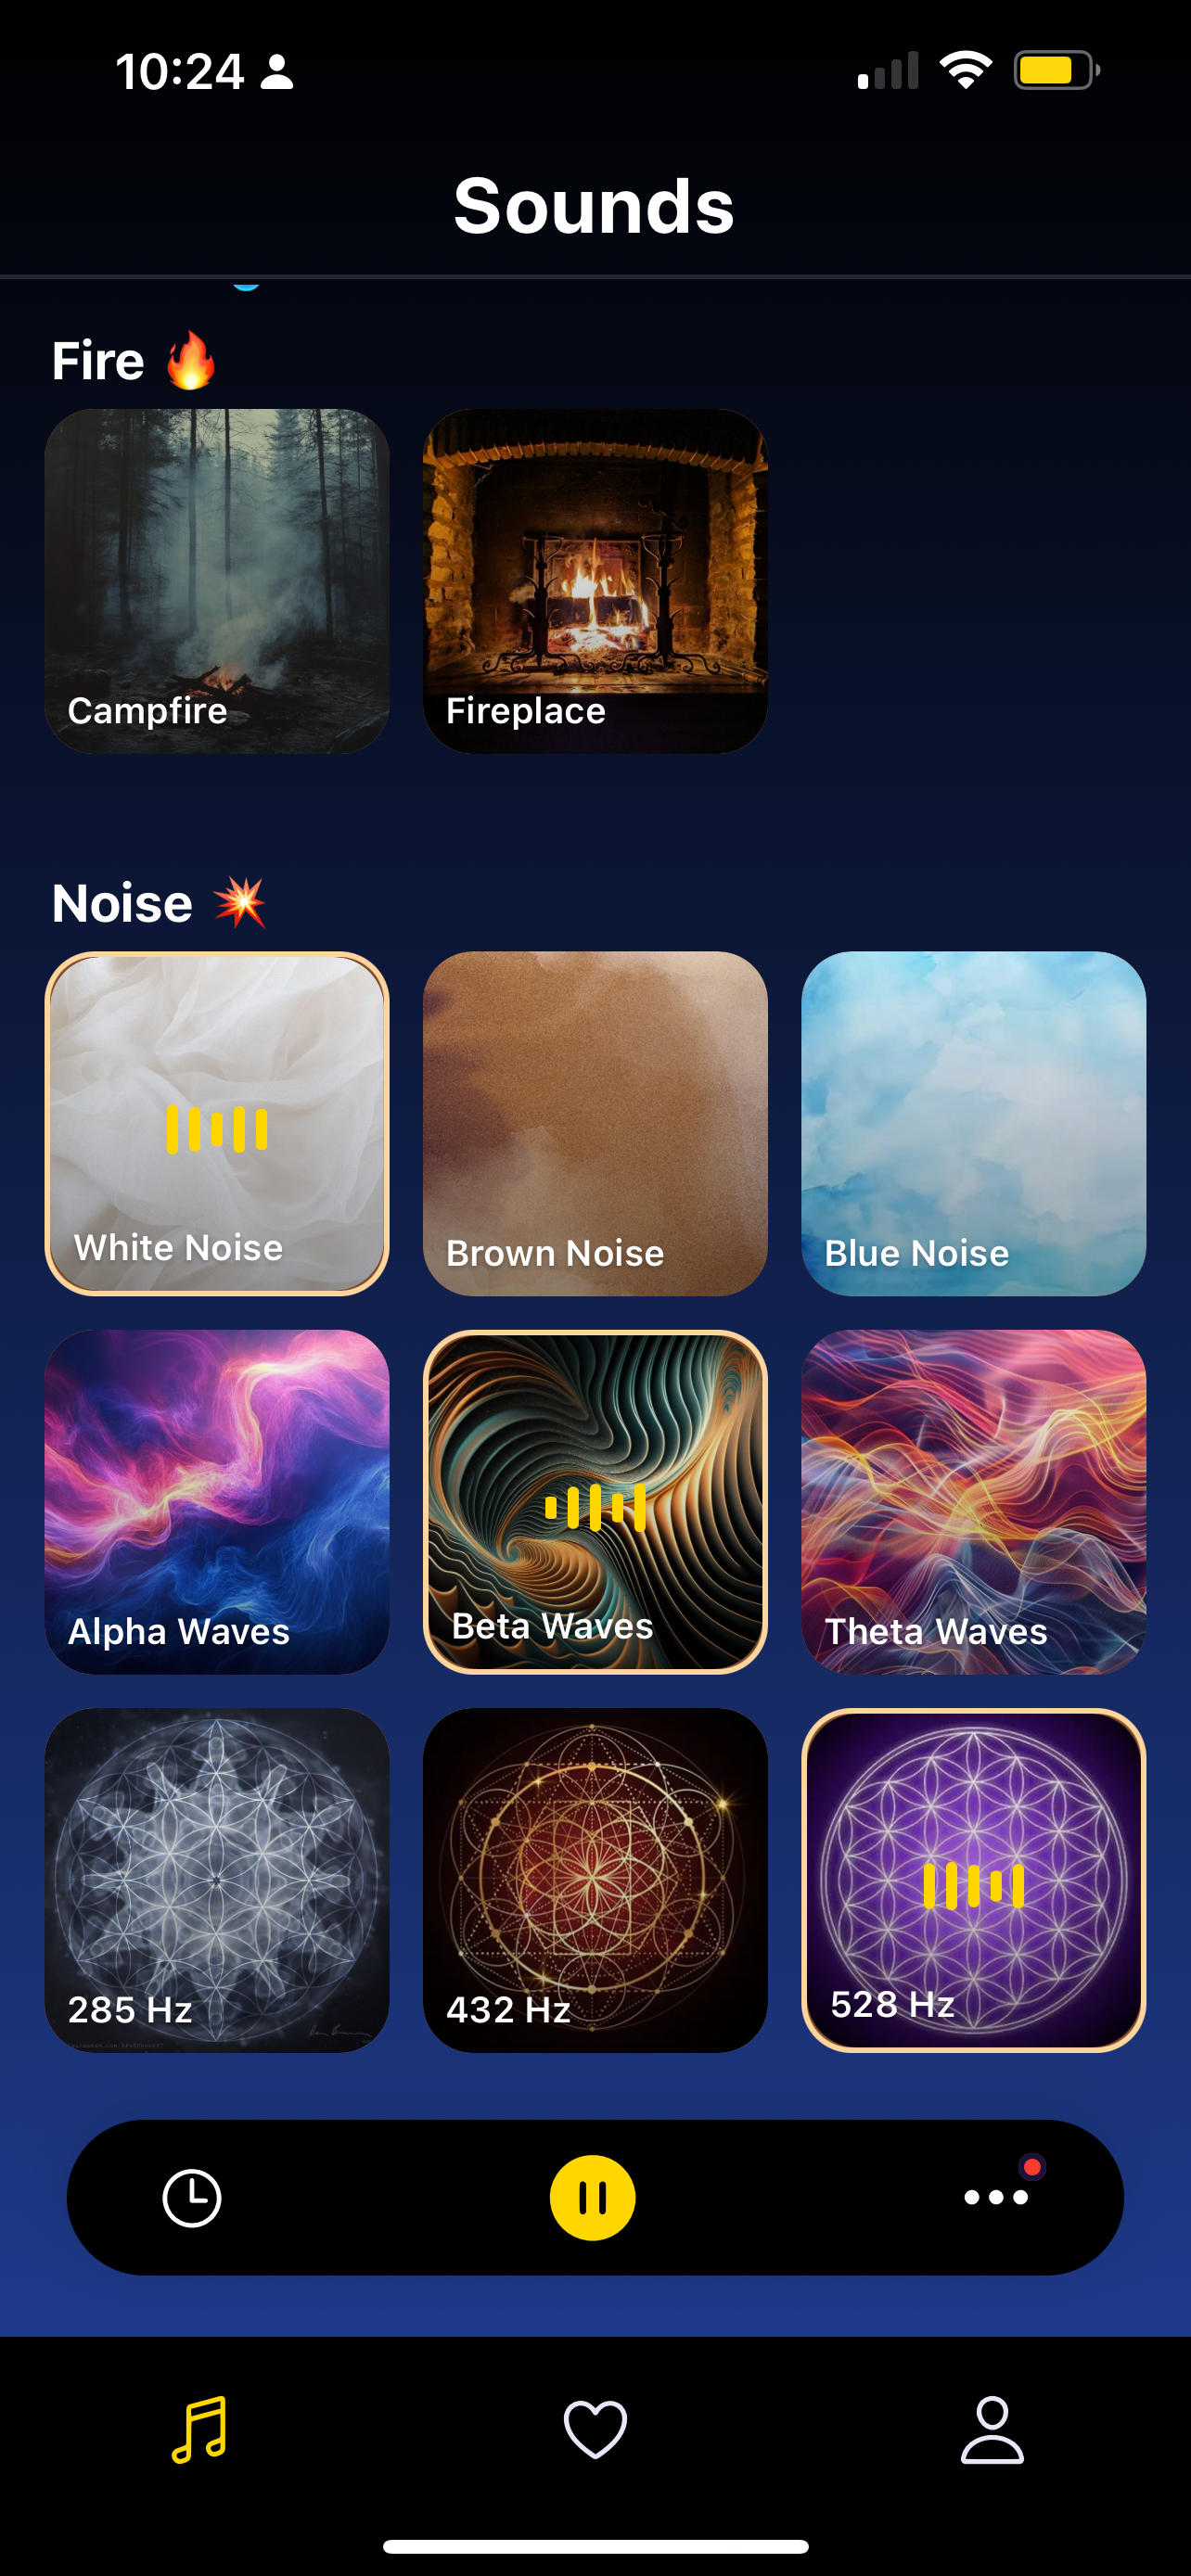 10:24
Sounds
Fire 🔥
Campfire
Fireplace
Noise 💥
White Noise
Brown Noise
Blue Noise
Alpha Waves
Beta Waves
Theta Waves
285 Hz
432 Hz
528 Hz